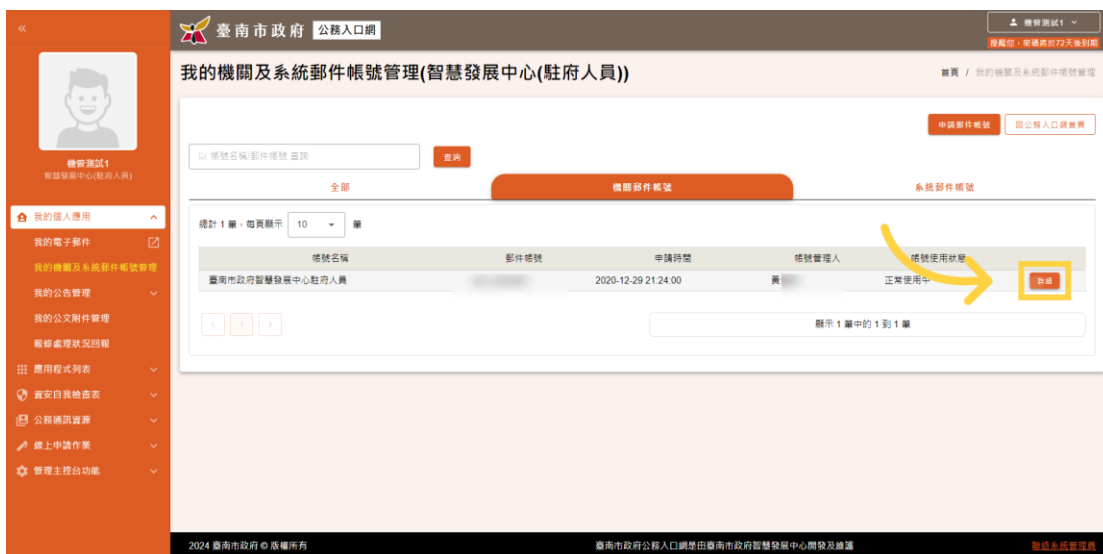 臺南市政府 公務入口網
機管測試1
提醒您，密碼將於72天後到期
我的機關及系統郵件帳號管理(智慧發展中心(駐府人員))
首頁 / 我的機關及系統郵件帳號管理
機管測試1
智慧發展中心(駐府人員)
申請郵件帳號
回公務入口網首頁
以 帳號名稱/郵件帳號 查詢
查詢
全部
機關郵件帳號
系統郵件帳號
我的個人應用
我的電子郵件
我的機關及系統郵件帳號管理
我的公告管理
我的公文附件管理
報修處理狀況回報
應用程式列表
資安自我檢查表
公務通訊資源
線上申請作業
管理主控台功能
總計 1 筆，每頁顯示 10 筆
帳號名稱 郵件帳號 申請時間 帳號管理人 帳號使用狀態
臺南市政府智慧發展中心駐府人員 2020-12-29 21:24:00 黃 正常使用中 詳細
1
顯示 1 筆中的 1 到 1 筆
2024 臺南市政府 © 版權所有
臺南市政府公務入口網是由臺南市政府智慧發展中心開發及維護
聯絡系統管理員